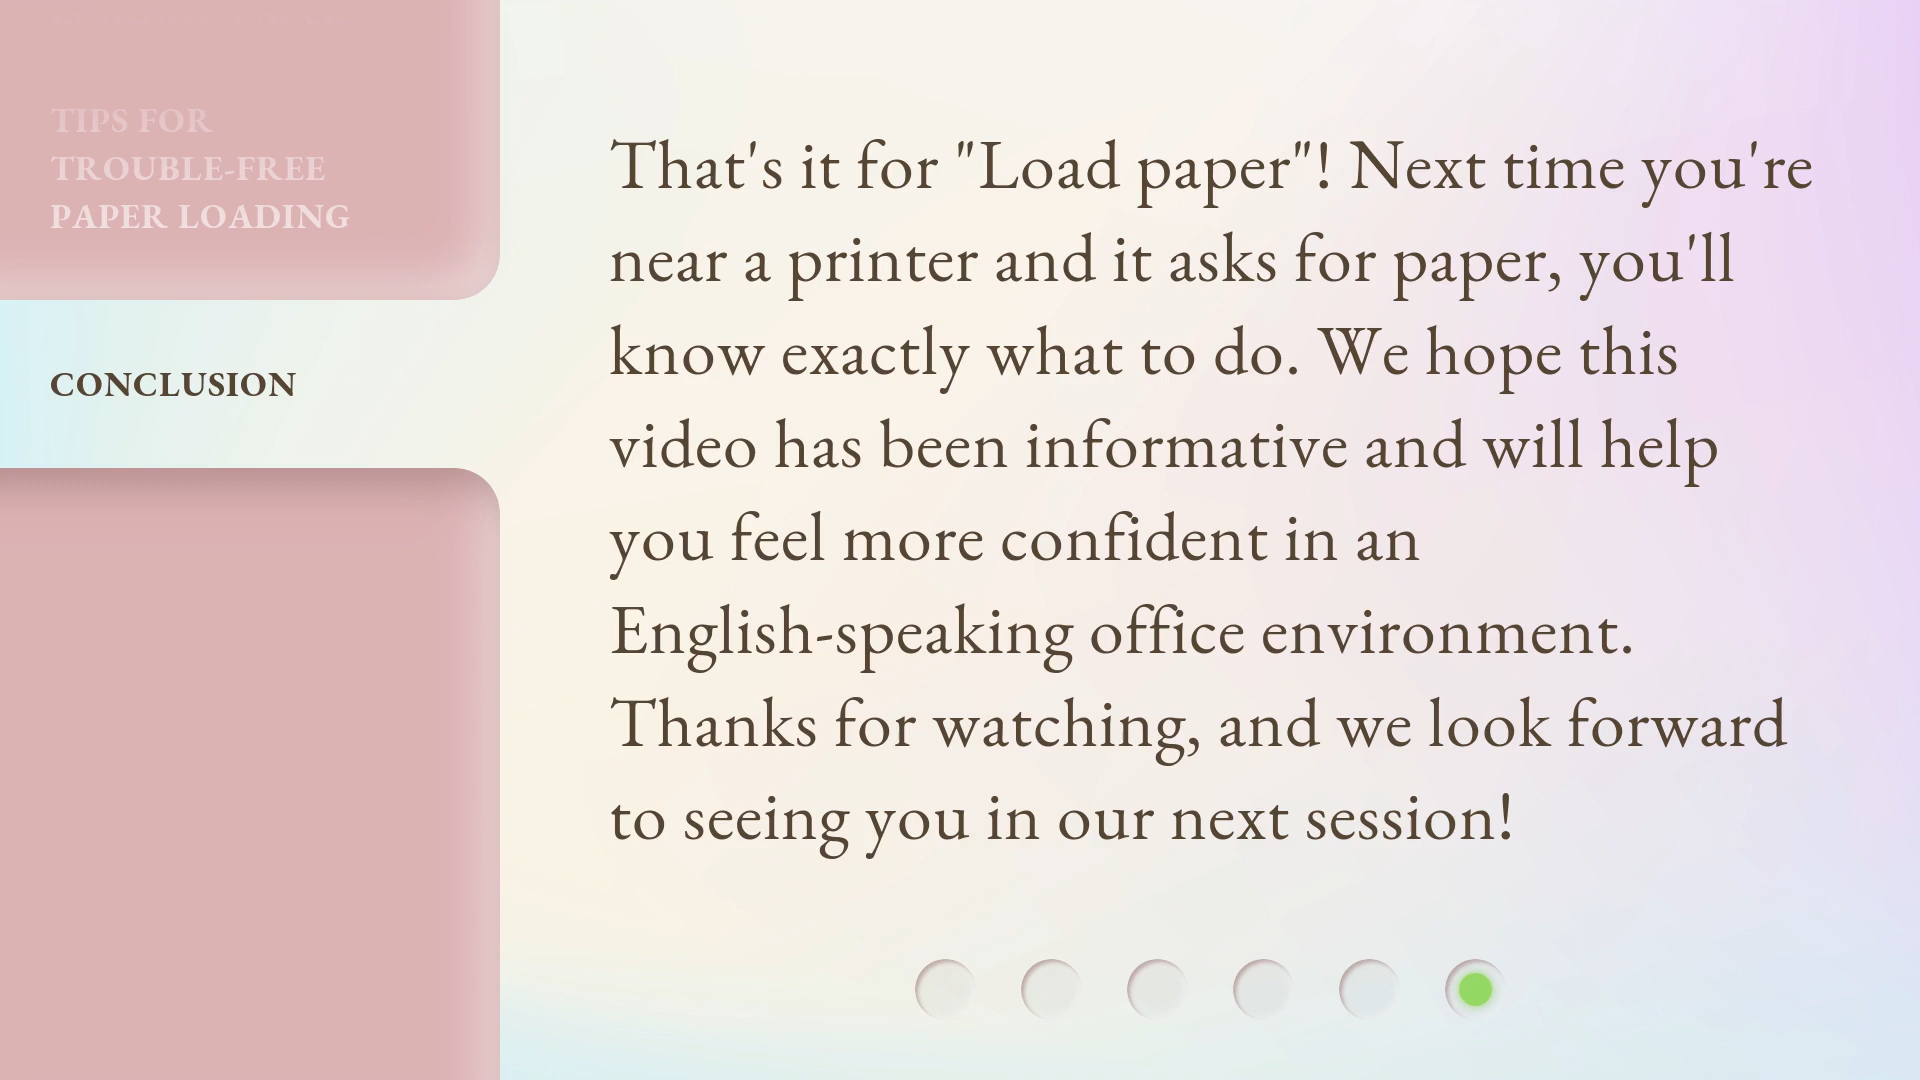 TIPS FOR
TROUBLE-FREE
PAPER LOADING
CONCLUSION
That's it for "Load paper"! Next time you're
near a printer and it asks for paper, you'll
know exactly what to do. We hope this
video has been informative and will help
you feel more confident in an
English-speaking office environment.
Thanks for watching, and we look forward
to seeing you in our next session!